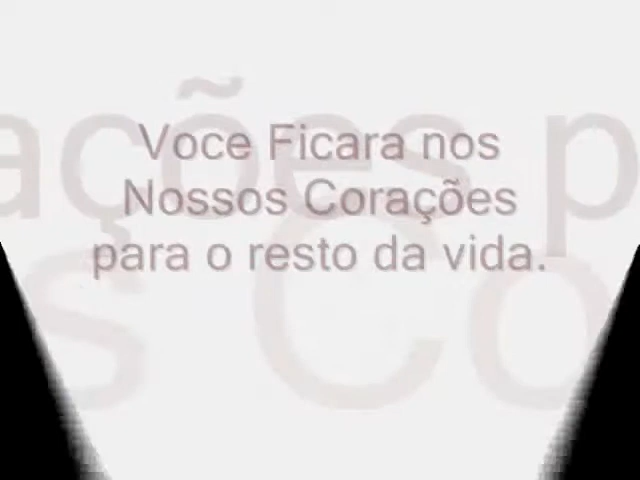 Voce Ficara nos
Nossos Corações
para o resto da vida.